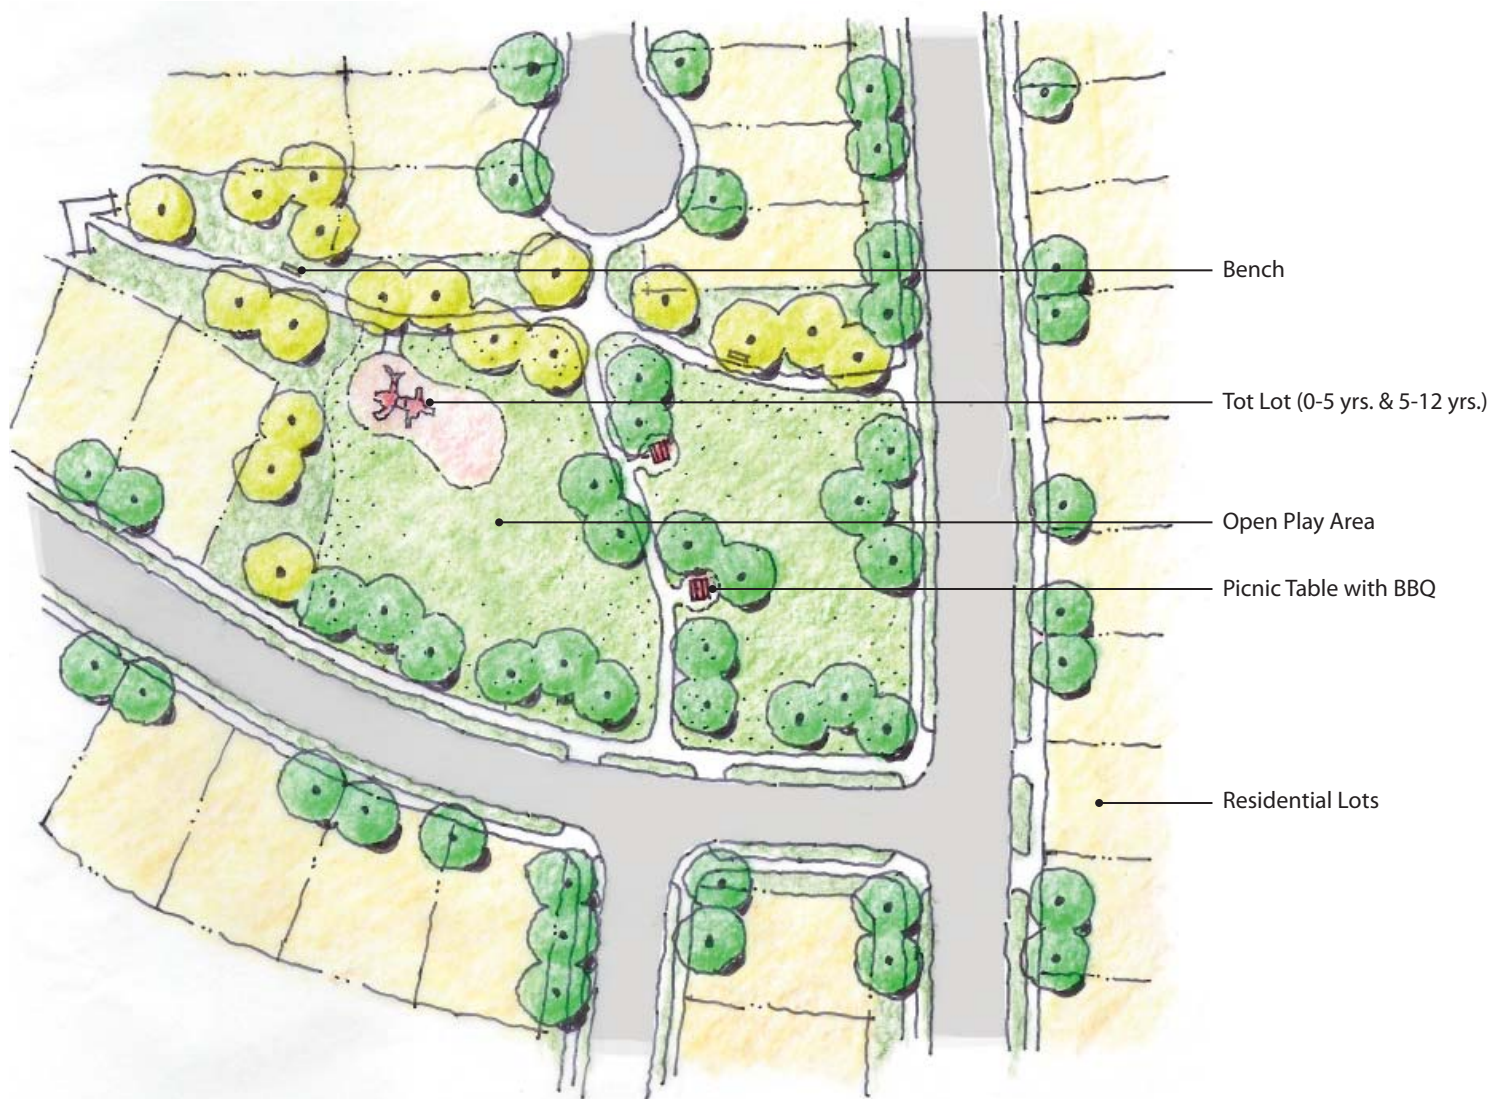 Bench
Tot Lot (0-5 yrs. & 5-12 yrs.)
Open Play Area
Picnic Table with BBQ
Residential Lots